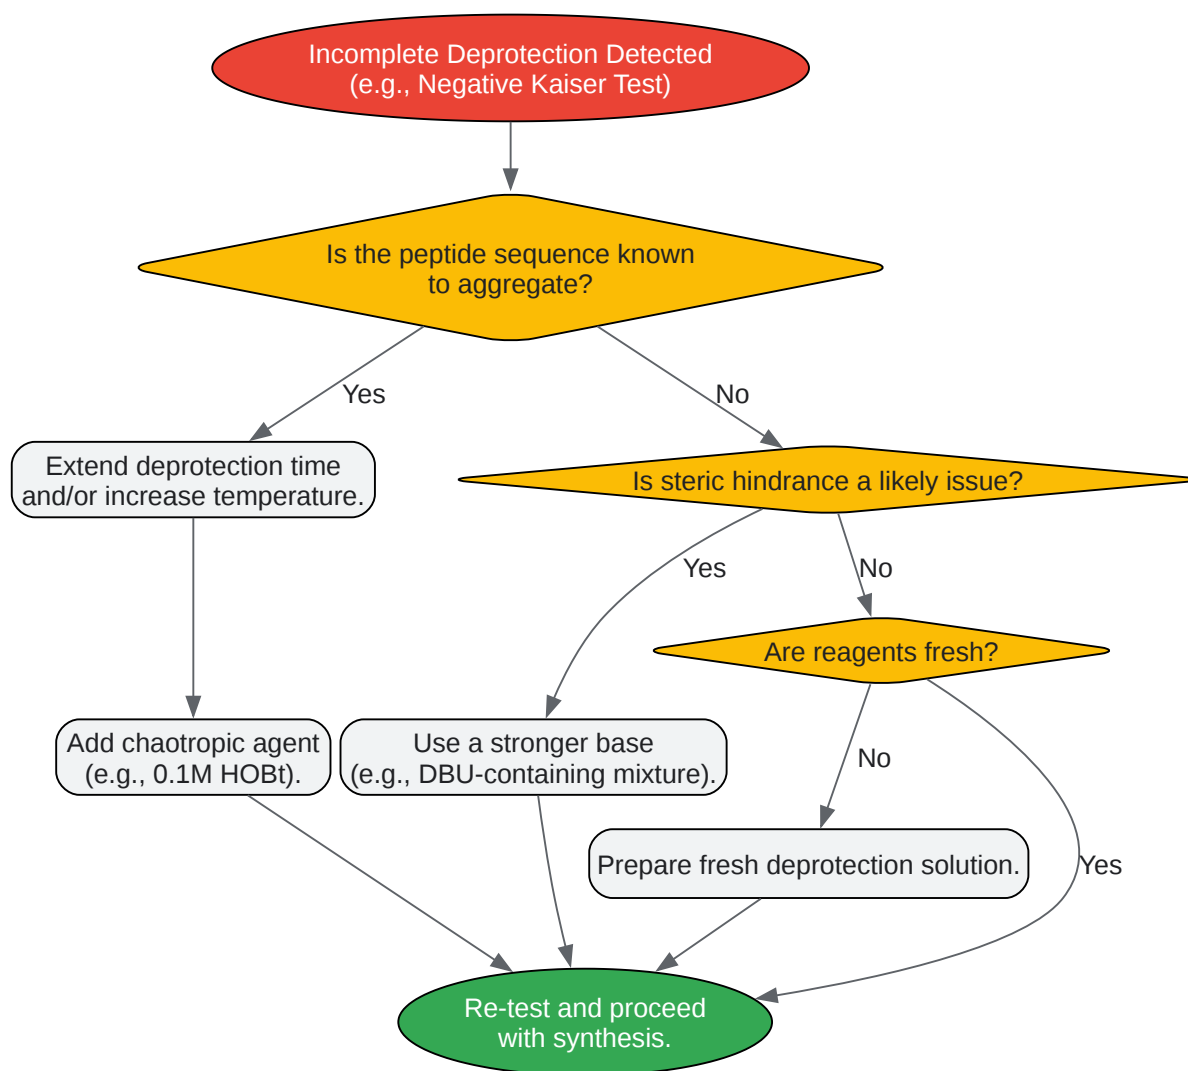 Incomplete Deprotection Detected
(e.g., Negative Kaiser Test)
Is the peptide sequence known
to aggregate?
Yes
No
Extend deprotection time
and/or increase temperature.
Is steric hindrance a likely issue?
Yes
No
Are reagents fresh?
Add chaotropic agent
(e.g., 0.1M HOBt).
Use a stronger base
(e.g., DBU-containing mixture).
No
Prepare fresh deprotection solution.
Yes
Re-test and proceed
with synthesis.